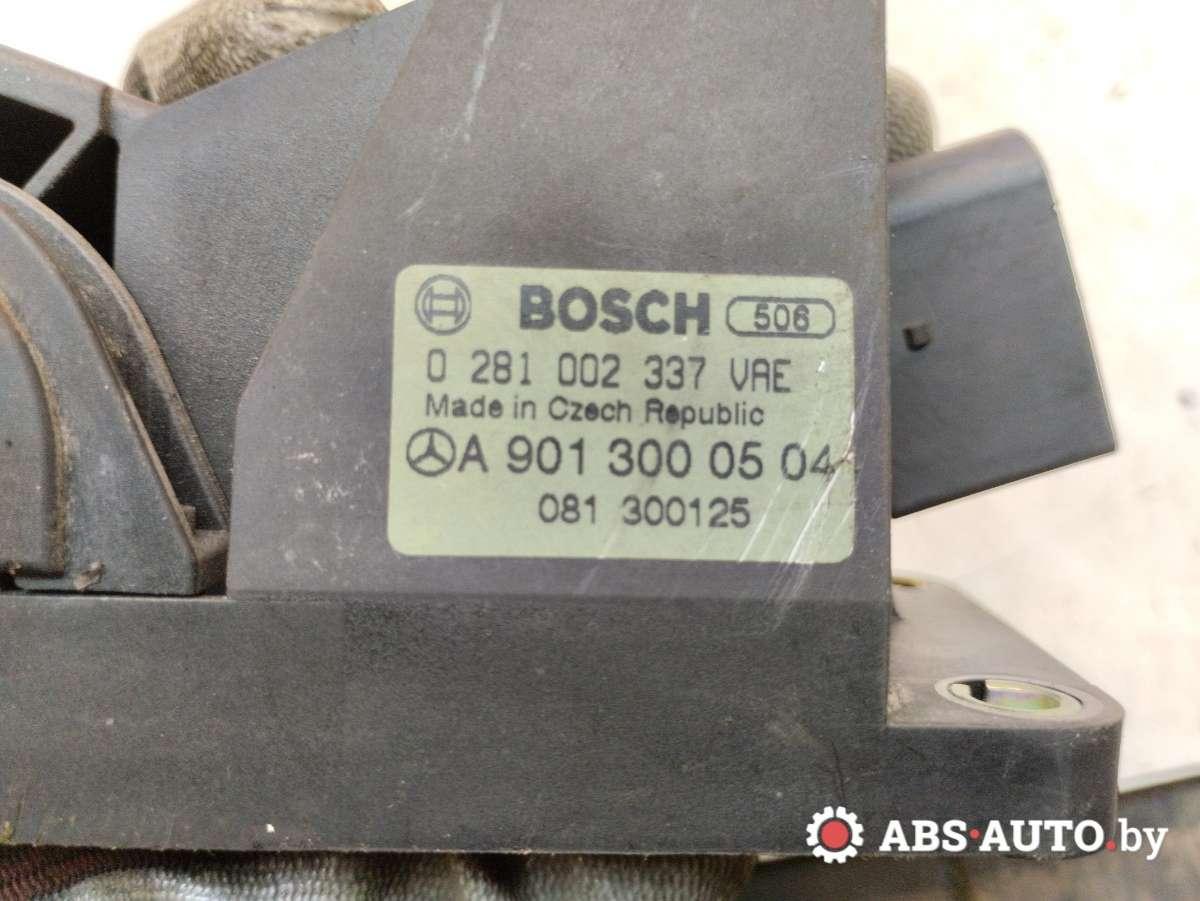 BOSCH 506
0 281 002 337 VAE
Made in Czech Republic
A 901 300 05 04
081 300125
ABS·AUTO.by